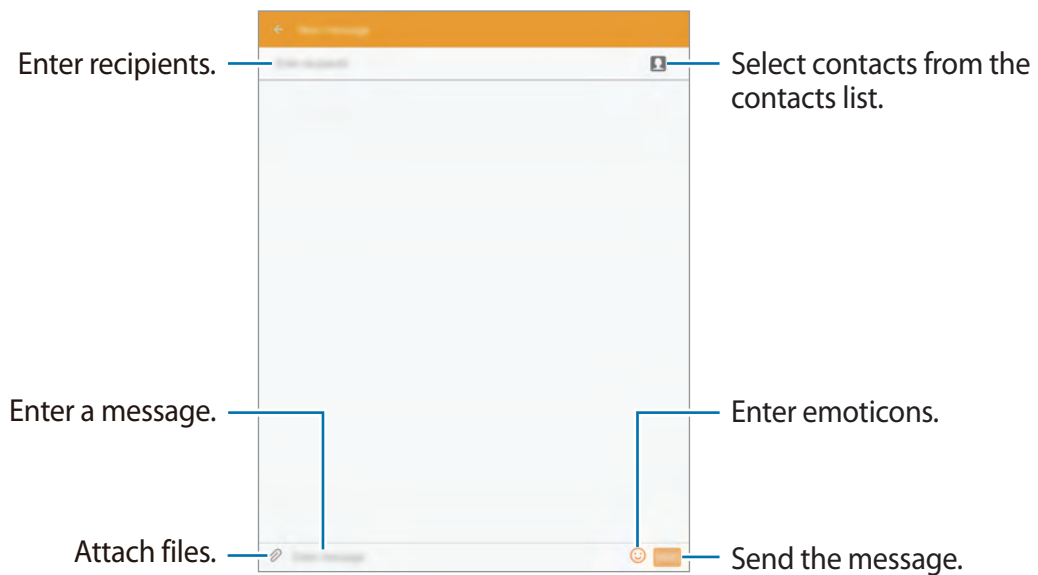 Enter recipients.
Select contacts from the
contacts list.
Enter a message.
Enter emoticons.
Attach files.
Send the message.